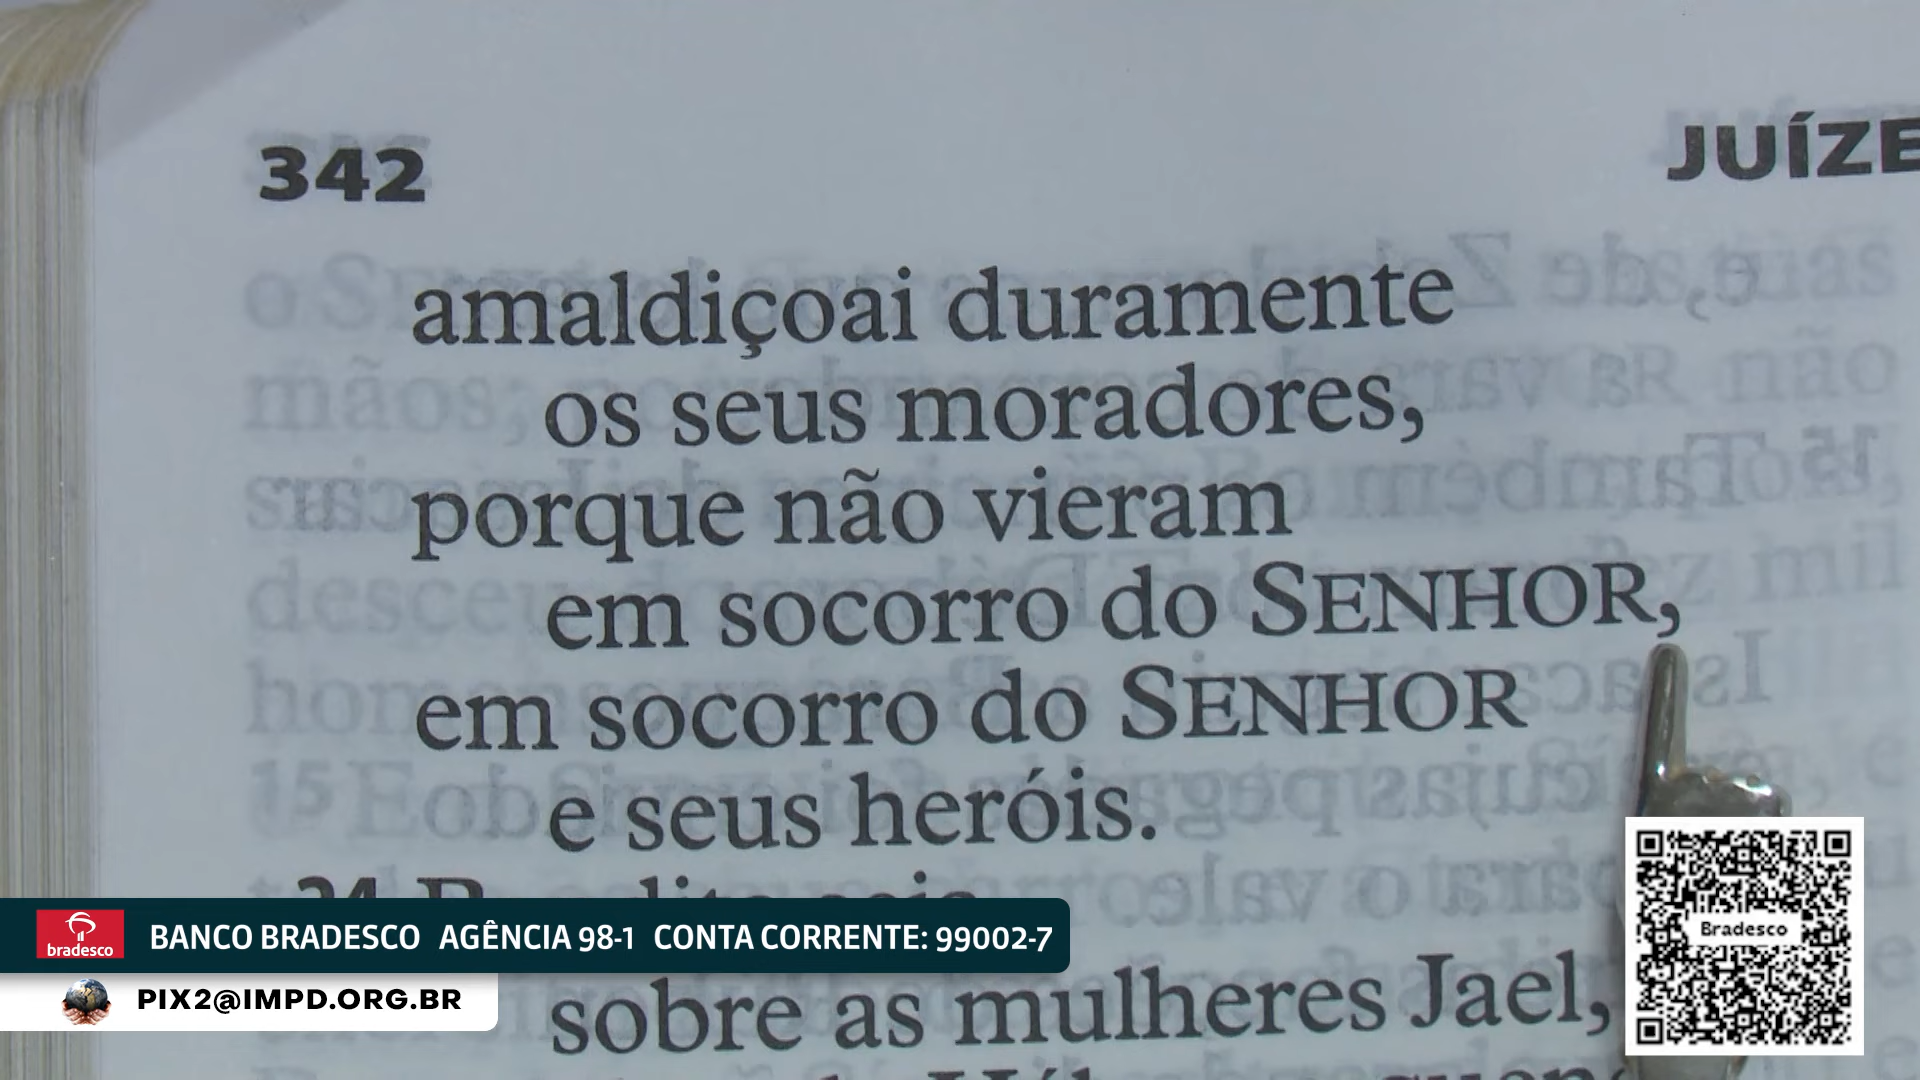 342
JUÍZE
amaldiçoai duramente
os seus moradores,
porque não vieram
em socorro do SENHOR,
em socorro do SENHOR
e seus heróis.
bradesco
BANCO BRADESCO AGÊNCIA 98-1 CONTA CORRENTE: 99002-7
Bradesco
PIX2@IMPD.ORG.BR
sobre as mulheres Jael,